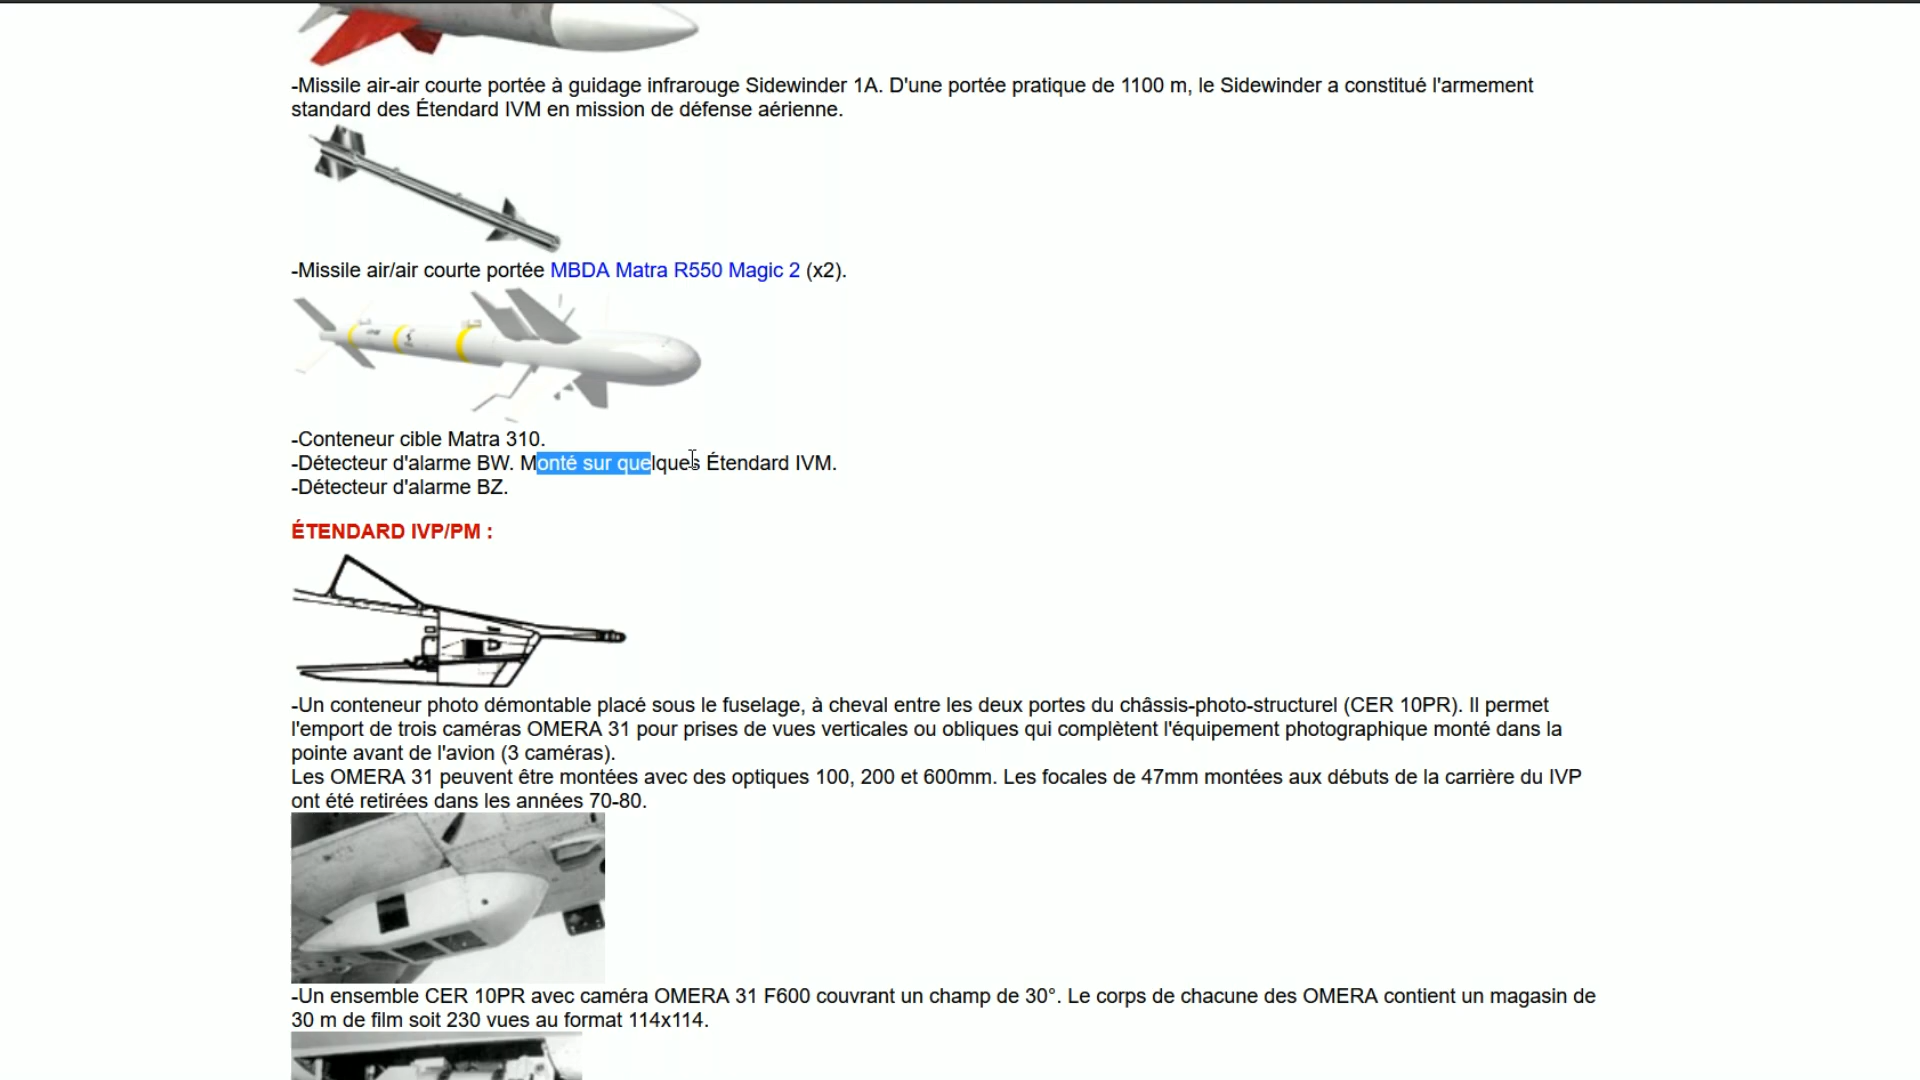 -Missile air-air courte portée à guidage infrarouge Sidewinder 1A. D'une portée pratique de 1100 m, le Sidewinder a constitué l'armement
standard des Étendard IVM en mission de défense aérienne.
-Missile air/air courte portée MBDA Matra R550 Magic 2 (x2).
-Conteneur cible Matra 310.
-Détecteur d'alarme BW. Monté sur quelques Étendard IVM.
-Détecteur d'alarme BZ.
ÉTENDARD IVP/PM :
-Un conteneur photo démontable placé sous le fuselage, à cheval entre les deux portes du châssis-photo-structurel (CER 10PR). Il permet
l'emport de trois caméras OMERA 31 pour prises de vues verticales ou obliques qui complètent l'équipement photographique monté dans la
pointe avant de l'avion (3 caméras).
Les OMERA 31 peuvent être montées avec des optiques 100, 200 et 600mm. Les focales de 47mm montées aux débuts de la carrière du IVP
ont été retirées dans les années 70-80.
-Un ensemble CER 10PR avec caméra OMERA 31 F600 couvrant un champ de 30°. Le corps de chacune des OMERA contient un magasin de
30 m de film soit 230 vues au format 114x114.